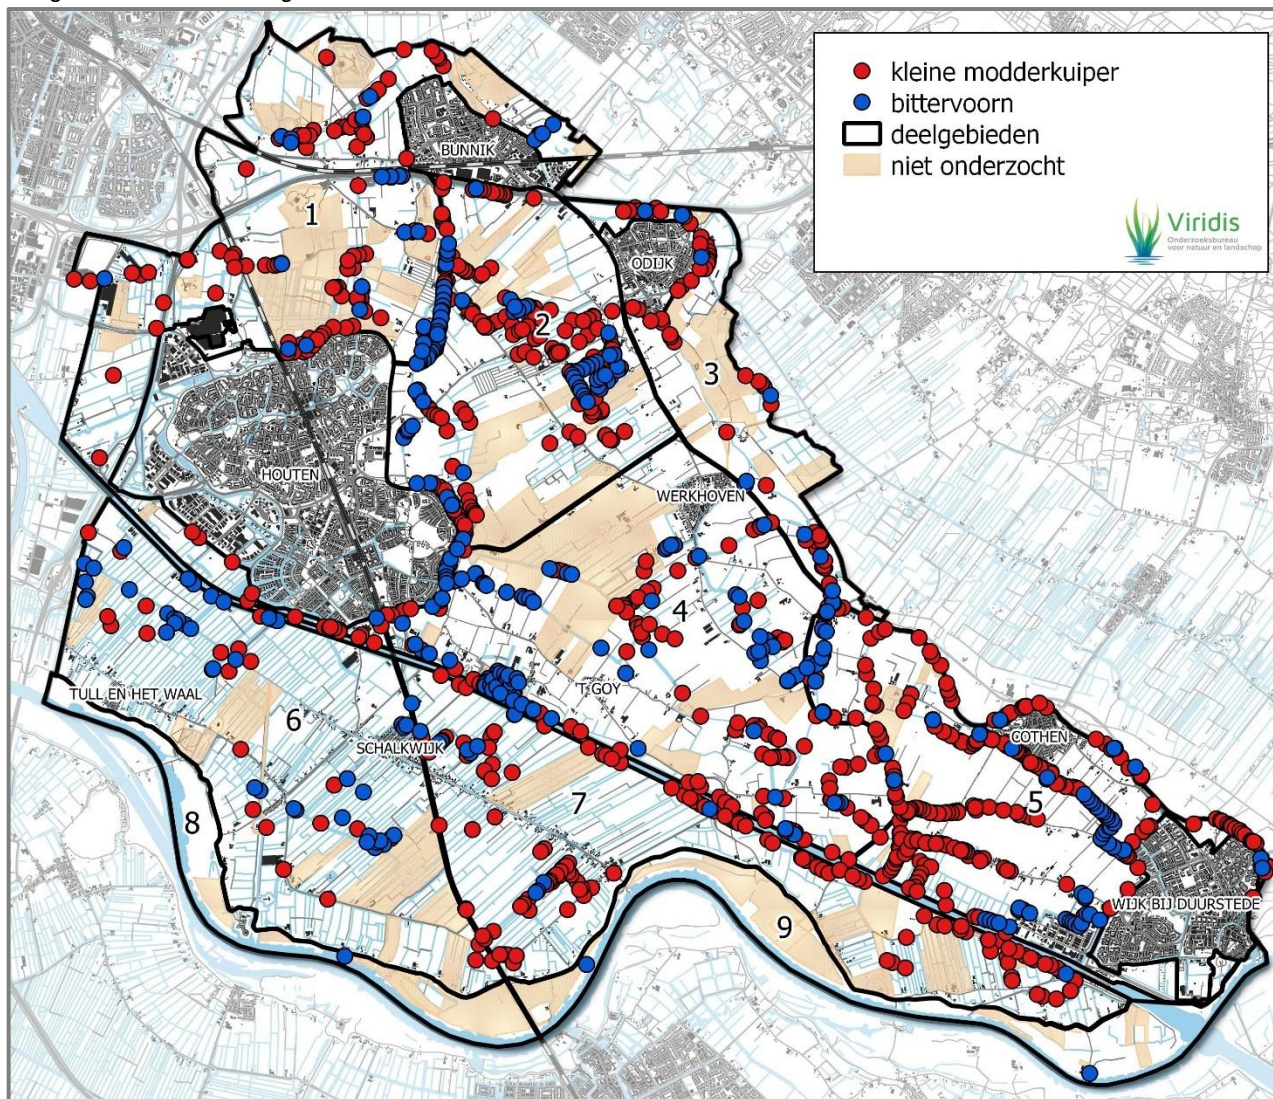 kleine modderkuiper
bittervoorn
deelgebieden
niet onderzocht
Viridis
Onderzoeksbureau
voor natuur en landschap
BUNNIK
1
ODIJK
2
3
HOUTEN
WERKHOVEN
4
'T GOY
TULL EN HET WAAL
6
SCHALKWIJK
COTHEN
7
5
8
WIJK BIJ DUURSTEDE
9